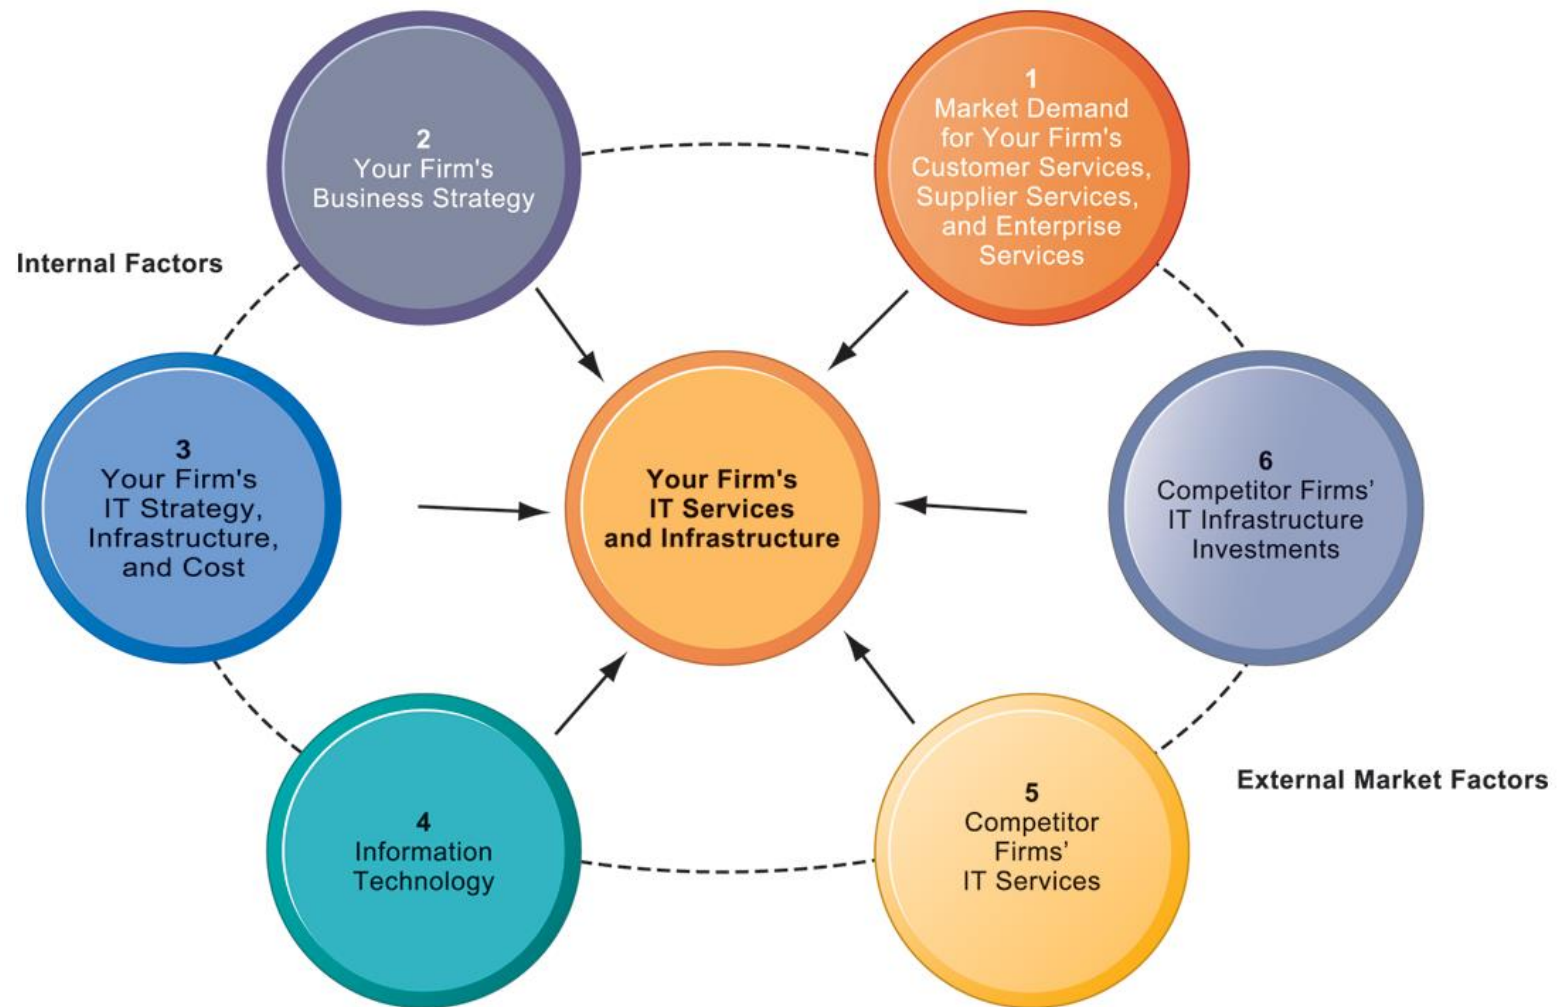 1
Market Demand
for Your Firm's
Customer Services,
Supplier Services,
and Enterprise
Services
2
Your Firm's
Business Strategy
Internal Factors
3
Your Firm's
IT Strategy,
Infrastructure,
and Cost
Your Firm's
IT Services
and Infrastructure
6
Competitor Firms’
IT Infrastructure
Investments
External Market Factors
4
Information
Technology
5
Competitor
Firms’
IT Services